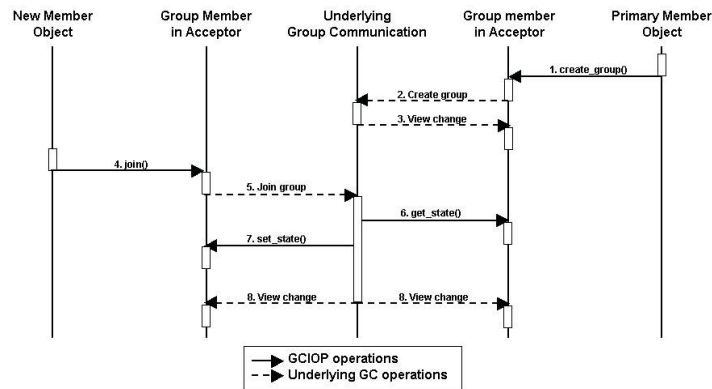 New Member
Object
Group Member
in Acceptor
Underlying
Group Communication
Group member
in Acceptor
Primary Member
Object
1. create_group()
2. Create group
3. View change
4. join()
5. Join group
6. get_state()
7. set_state()
8. View change
8. View change
GCIOP operations
Underlying GC operations